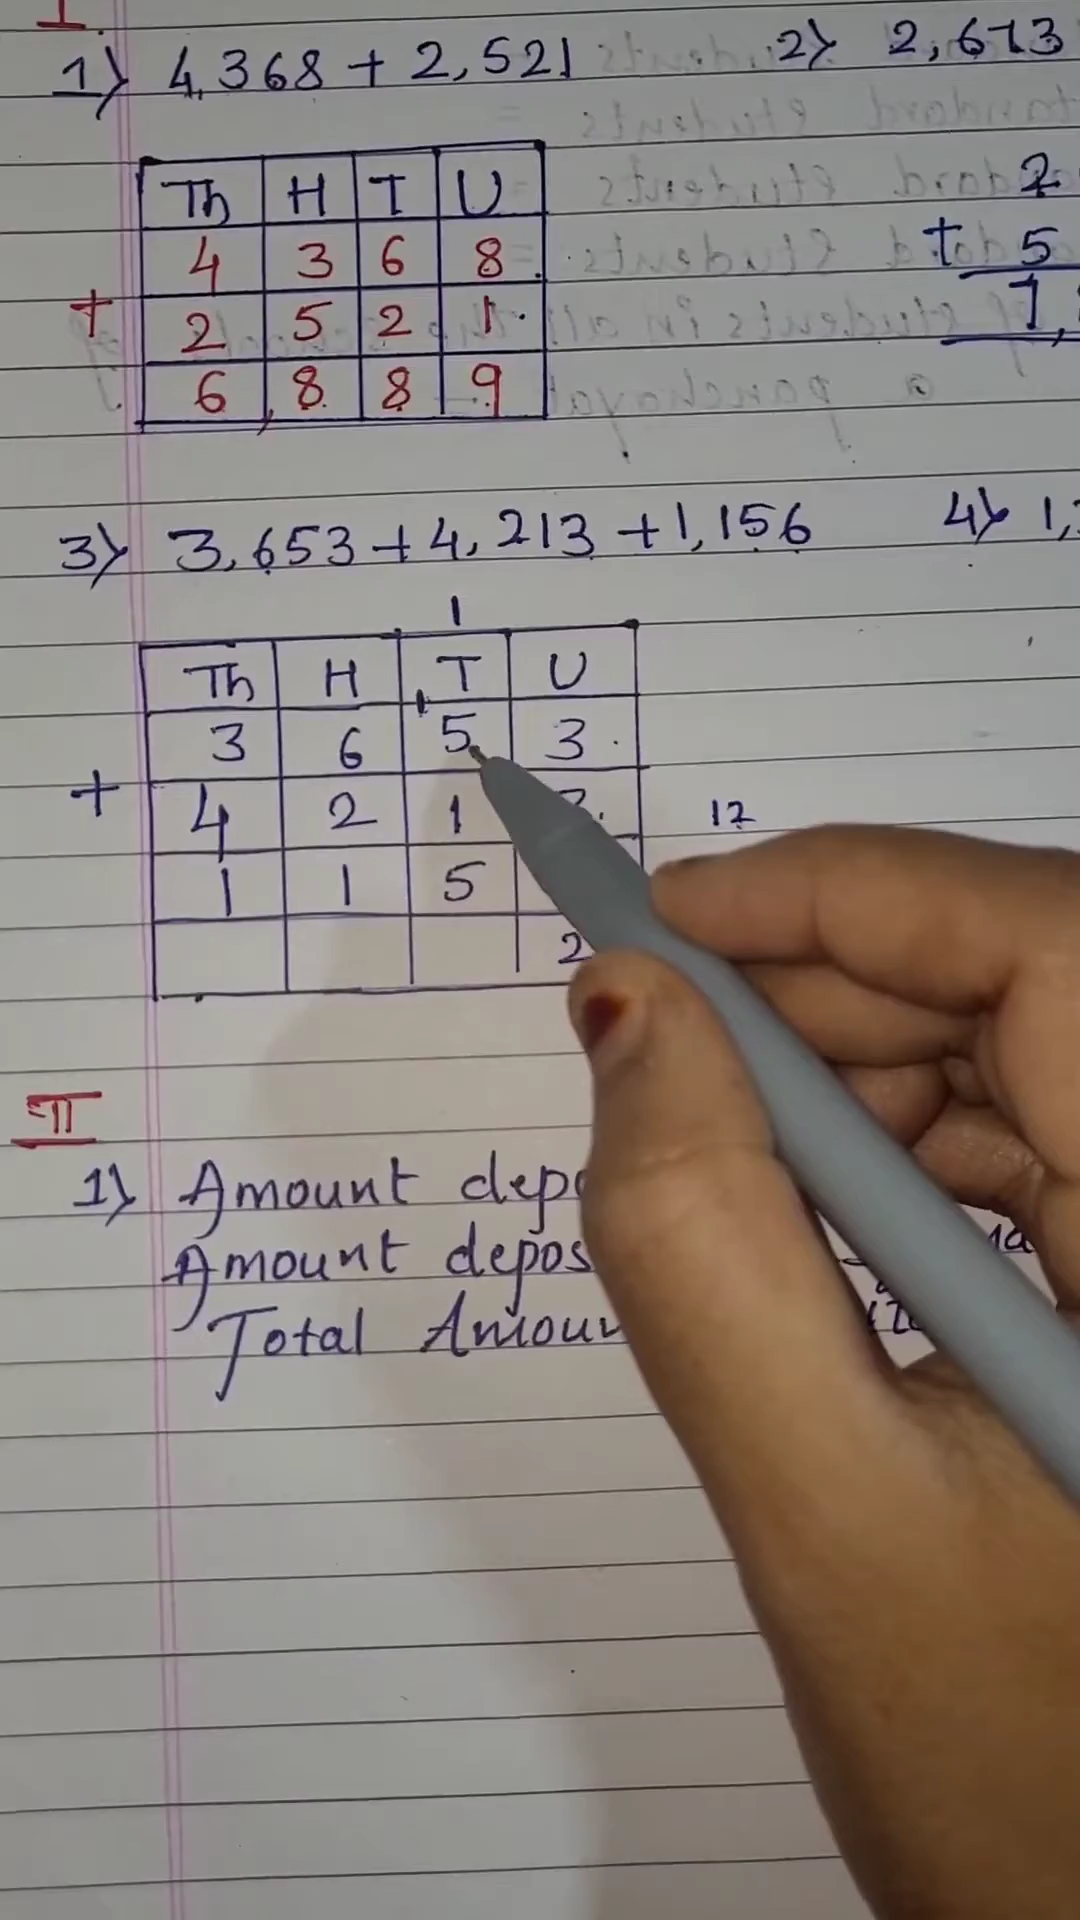 I.
1) 4,368 + 2,521 2) 2,673
Th H T U
4 3 6 8
+ 2 5 2 1
6, 8 8 9
2
+ 5
1,
3) 3,653 + 4,213 + 1,156 4) 1,
1
Th H T U
3 6 5 3
+ 4 2 1 3
1 1 5
2
12
II
1) Amount depo
Amount depos
Total Amoun